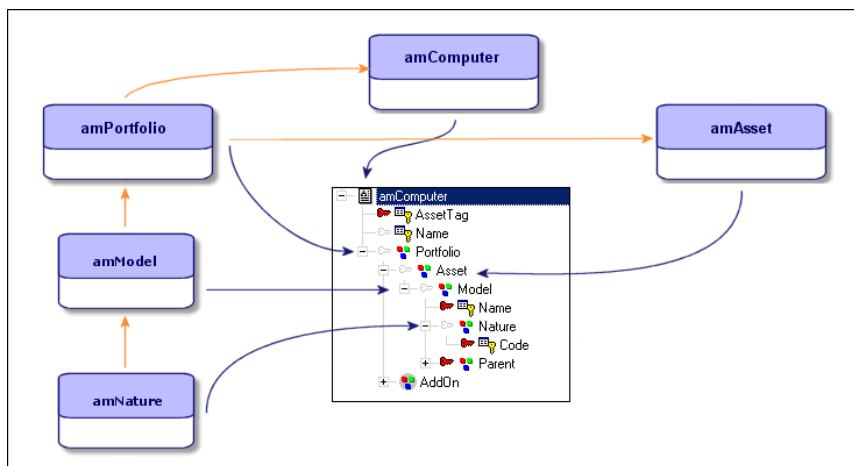 amComputer
amPortfolio
amAsset
amComputer
AssetTag
Name
Portfolio
Asset
amModel
Model
Name
Nature
Code
Parent
AddOn
amNature